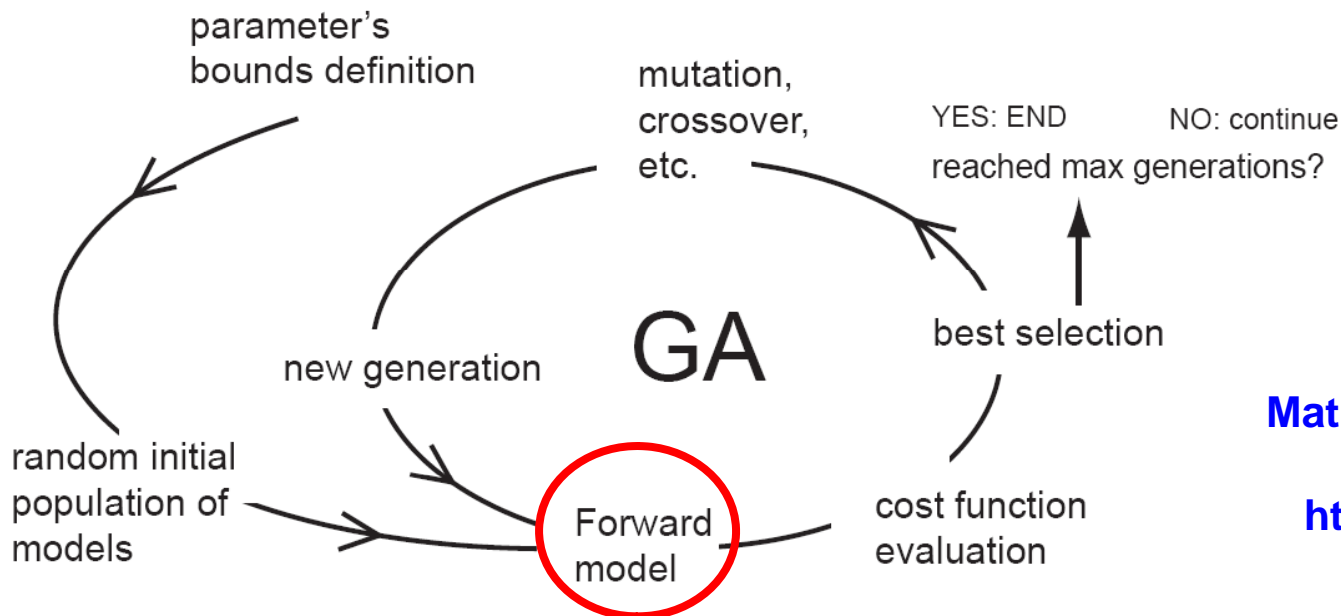 parameter's
bounds definition
mutation,
crossover,
etc.
YES: END
NO: continue
reached max generations?
GA
best selection
new generation
random initial
population of
models
Forward
model
cost function
evaluation
Mat
ht